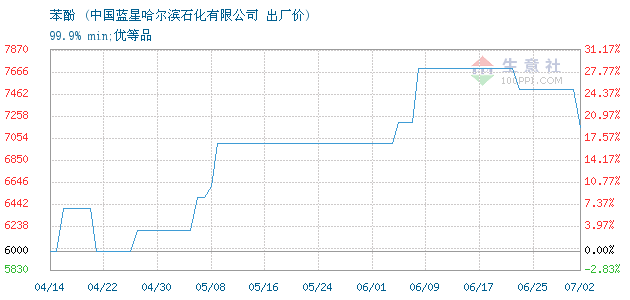 苯酚 (中国蓝星哈尔滨石化有限公司 出厂价)
99.9% min;优等品
7870 31.17%
7666 27.77%
7462 24.37%
7258 20.97%
7054 17.57%
6850 14.17%
6646 10.77%
6442 7.37%
6238 3.97%
6000 0.00%
5830 -2.83%
生意社
100PPI.COM
04/14 04/22 04/30 05/08 05/16 05/24 06/01 06/09 06/17 06/25 07/02